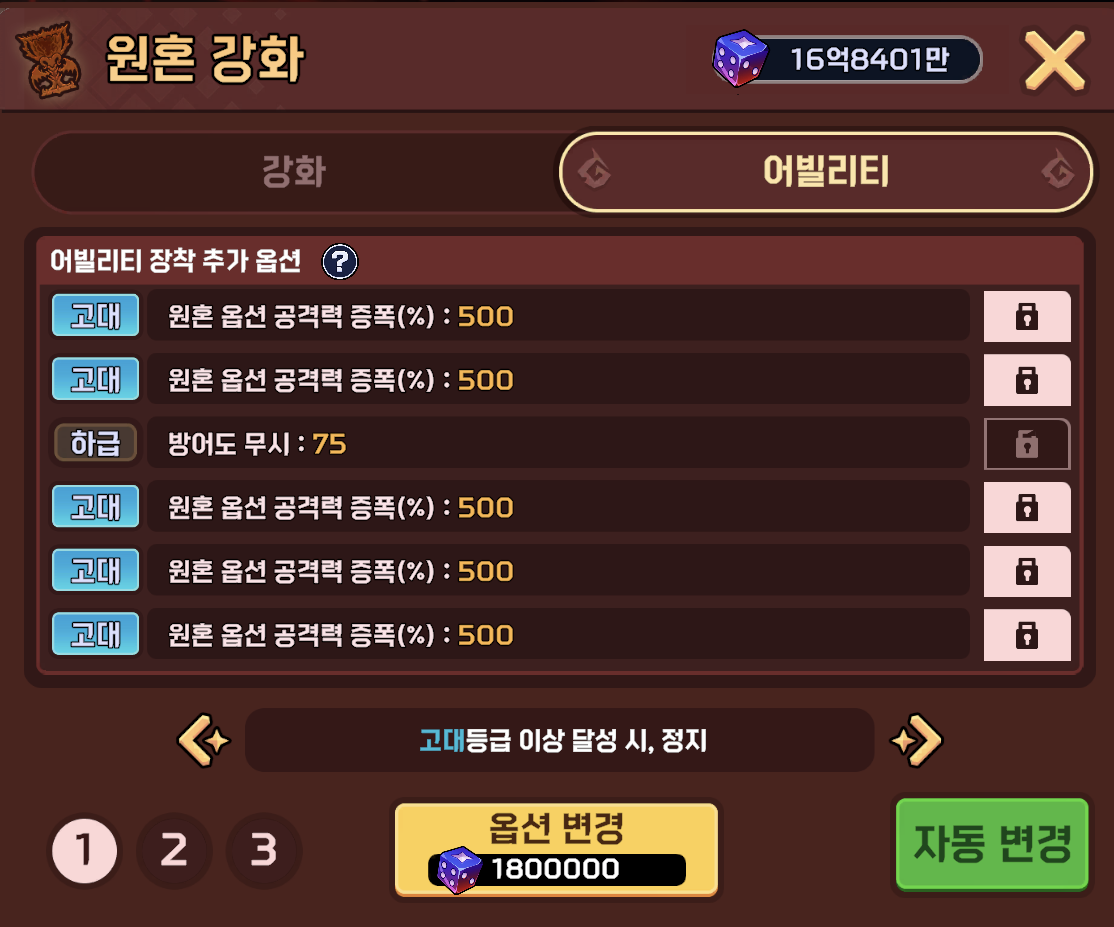 원혼 강화
16억8401만
강화
어빌리티
어빌리티 장착 추가 옵션 ?
고대 원혼 옵션 공격력 증폭(%) : 500
고대 원혼 옵션 공격력 증폭(%) : 500
하급 방어도 무시 : 75
고대 원혼 옵션 공격력 증폭(%) : 500
고대 원혼 옵션 공격력 증폭(%) : 500
고대 원혼 옵션 공격력 증폭(%) : 500
고대등급 이상 달성 시, 정지
1 2 3
옵션 변경
1800000
자동 변경